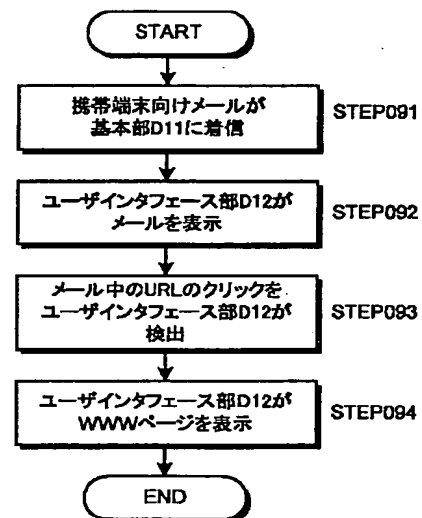 START
携帯端末向けメールが
基本部D11に着信
STEP091
ユーザインタフェース部D12が
メールを表示
STEP092
メール中のURLのクリックを
ユーザインタフェース部D12が
検出
STEP093
ユーザインタフェース部D12が
WWWページを表示
STEP094
END